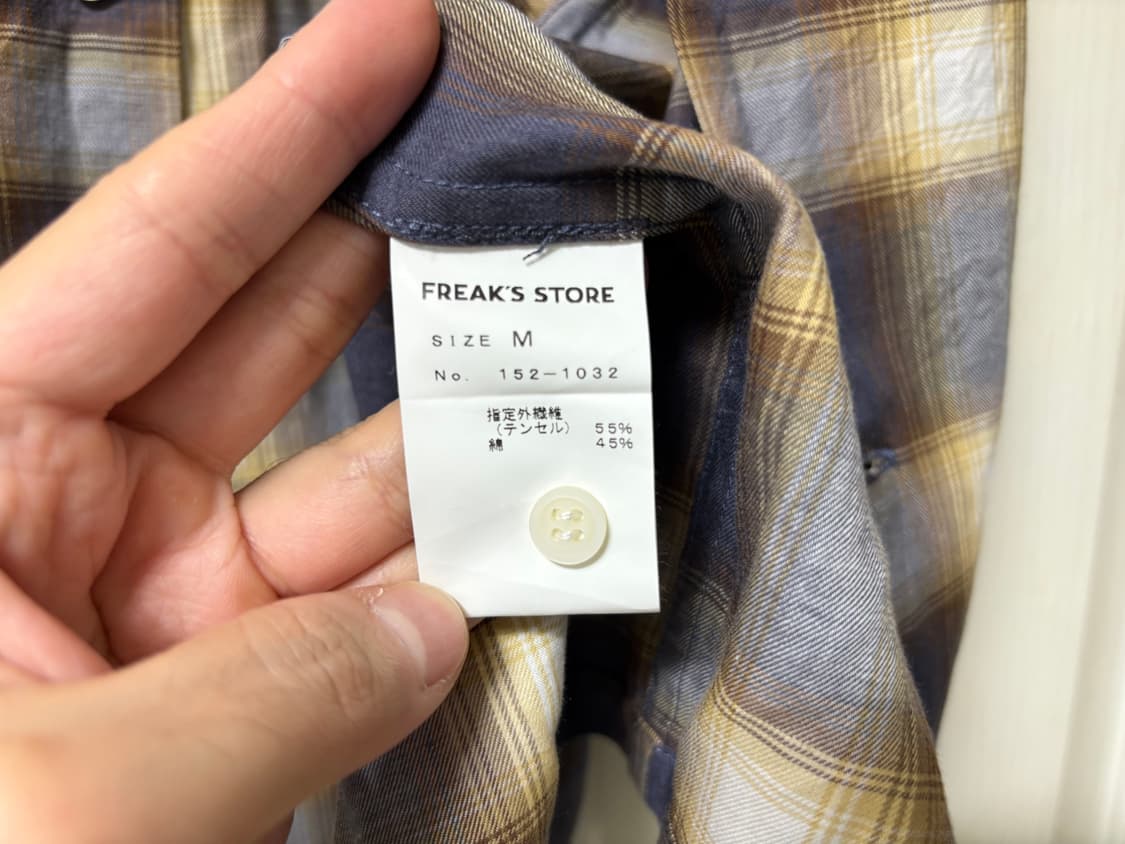 FREAK'S STORE
SIZE M
No. 152-1032
指定外繊維
(テンセル) 55%
綿 45%